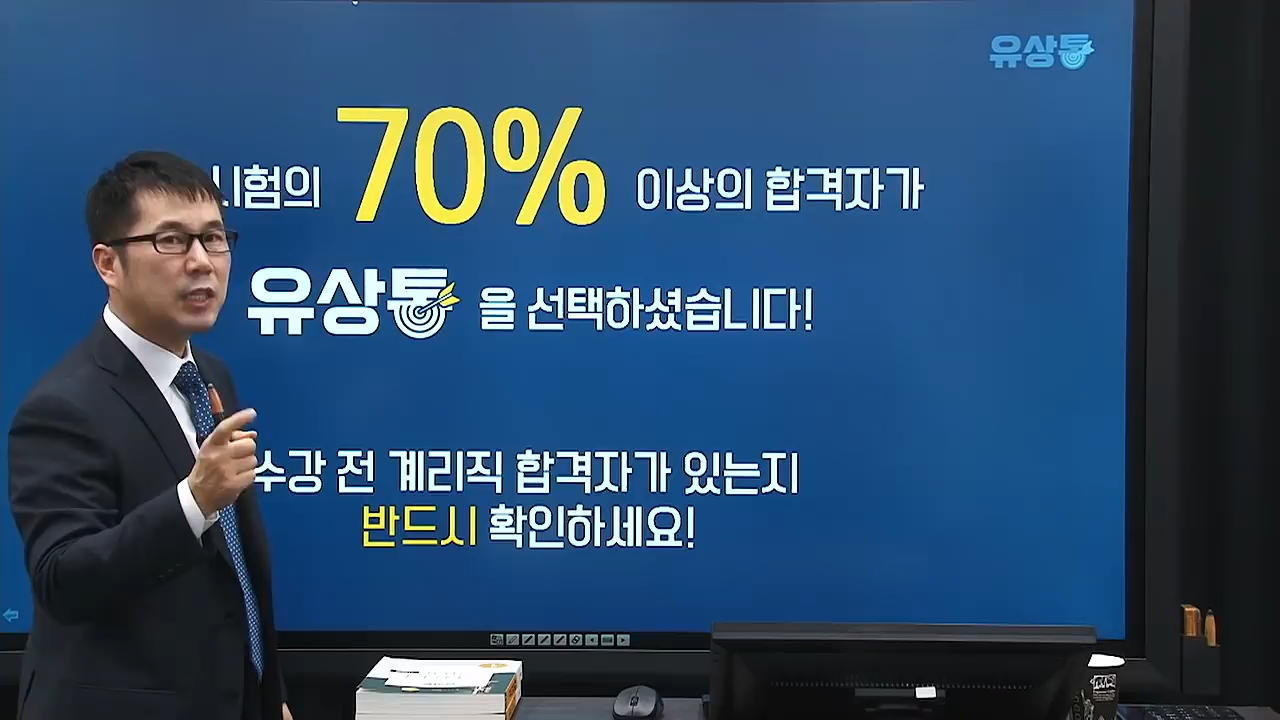 유상통
시험의 70% 이상의 합격자가
유상통을 선택하셨습니다!
수강 전 계리직 합격자가 있는지
반드시 확인하세요!